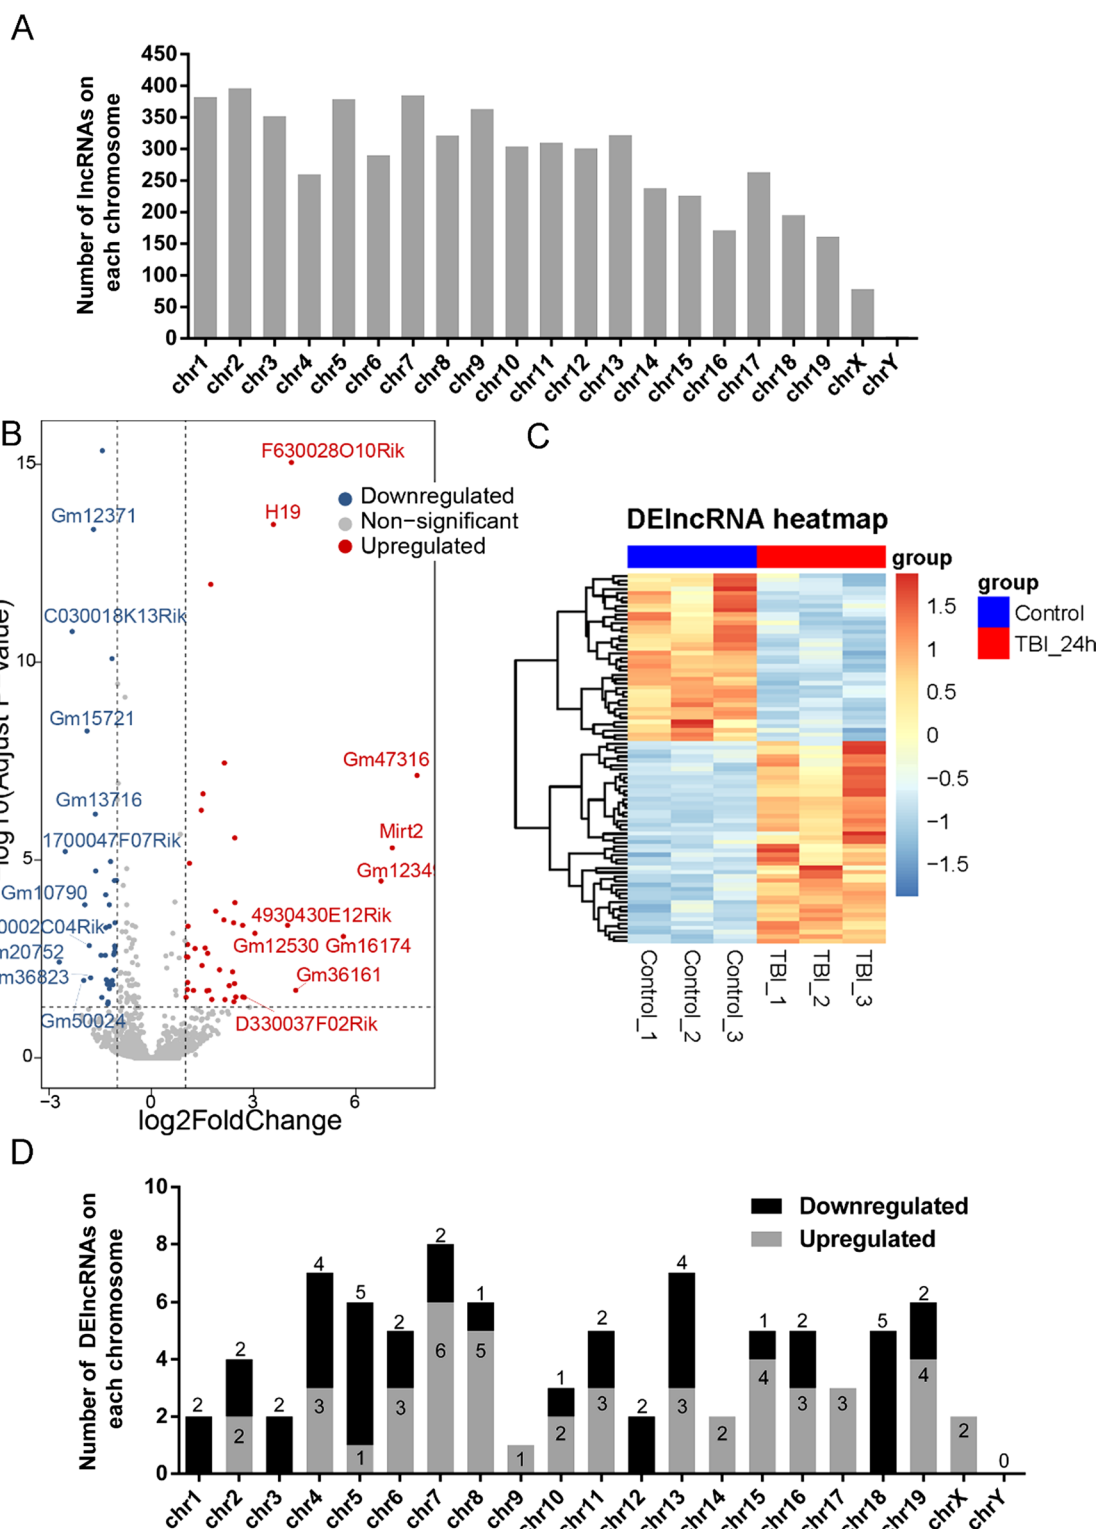 A
Number of lncRNAs on
each chromosome
450
400
350
300
250
200
150
100
50
0
chr1 chr2 chr3 chr4 chr5 chr6 chr7 chr8 chr9 chr10 chr11 chr12 chr13 chr14 chr15 chr16 chr17 chr18 chr19 chrX chrY
B
15
10
5
0
−3 0 3 6
log2FoldChange
F630028O10Rik
H19
Downregulated
Non−significant
Upregulated
Gm12371
C030018K13Rik
Gm15721
Gm13716
1700047F07Rik
Gm10790
0002C04Rik
m20752
m36823
Gm50024
Gm47316
Mirt2
Gm1234
4930430E12Rik
Gm12530 Gm16174
Gm36161
D330037F02Rik
C
DElncRNA heatmap
group
1.5
1
0.5
0
−0.5
−1
−1.5
group
Control
TBI_24h
Control_1
Control_2
Control_3
TBI_1
TBI_2
TBI_3
D
Number of DElncRNAs on
each chromosome
10
8
6
4
2
0
Downregulated
Upregulated
2 2 2 4 5 2 2 1 1 2 2 4 1 2 5 2 0
2 3 1 3 6 5 1 2 3 3 2 4 3 3 4 2
chr1 chr2 chr3 chr4 chr5 chr6 chr7 chr8 chr9 chr10 chr11 chr12 chr13 chr14 chr15 chr16 chr17 chr18 chr19 chrX chrY